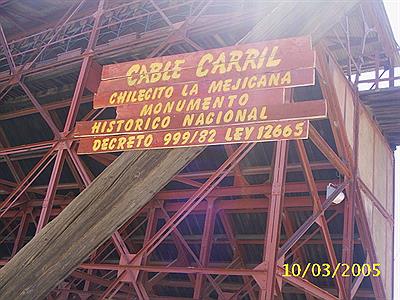 CABLE CARRIL
CHILECITO LA MEJICANA
MONUMENTO
HISTORICO NACIONAL
DECRETO 999/82 LEY 12665
10/03/2005